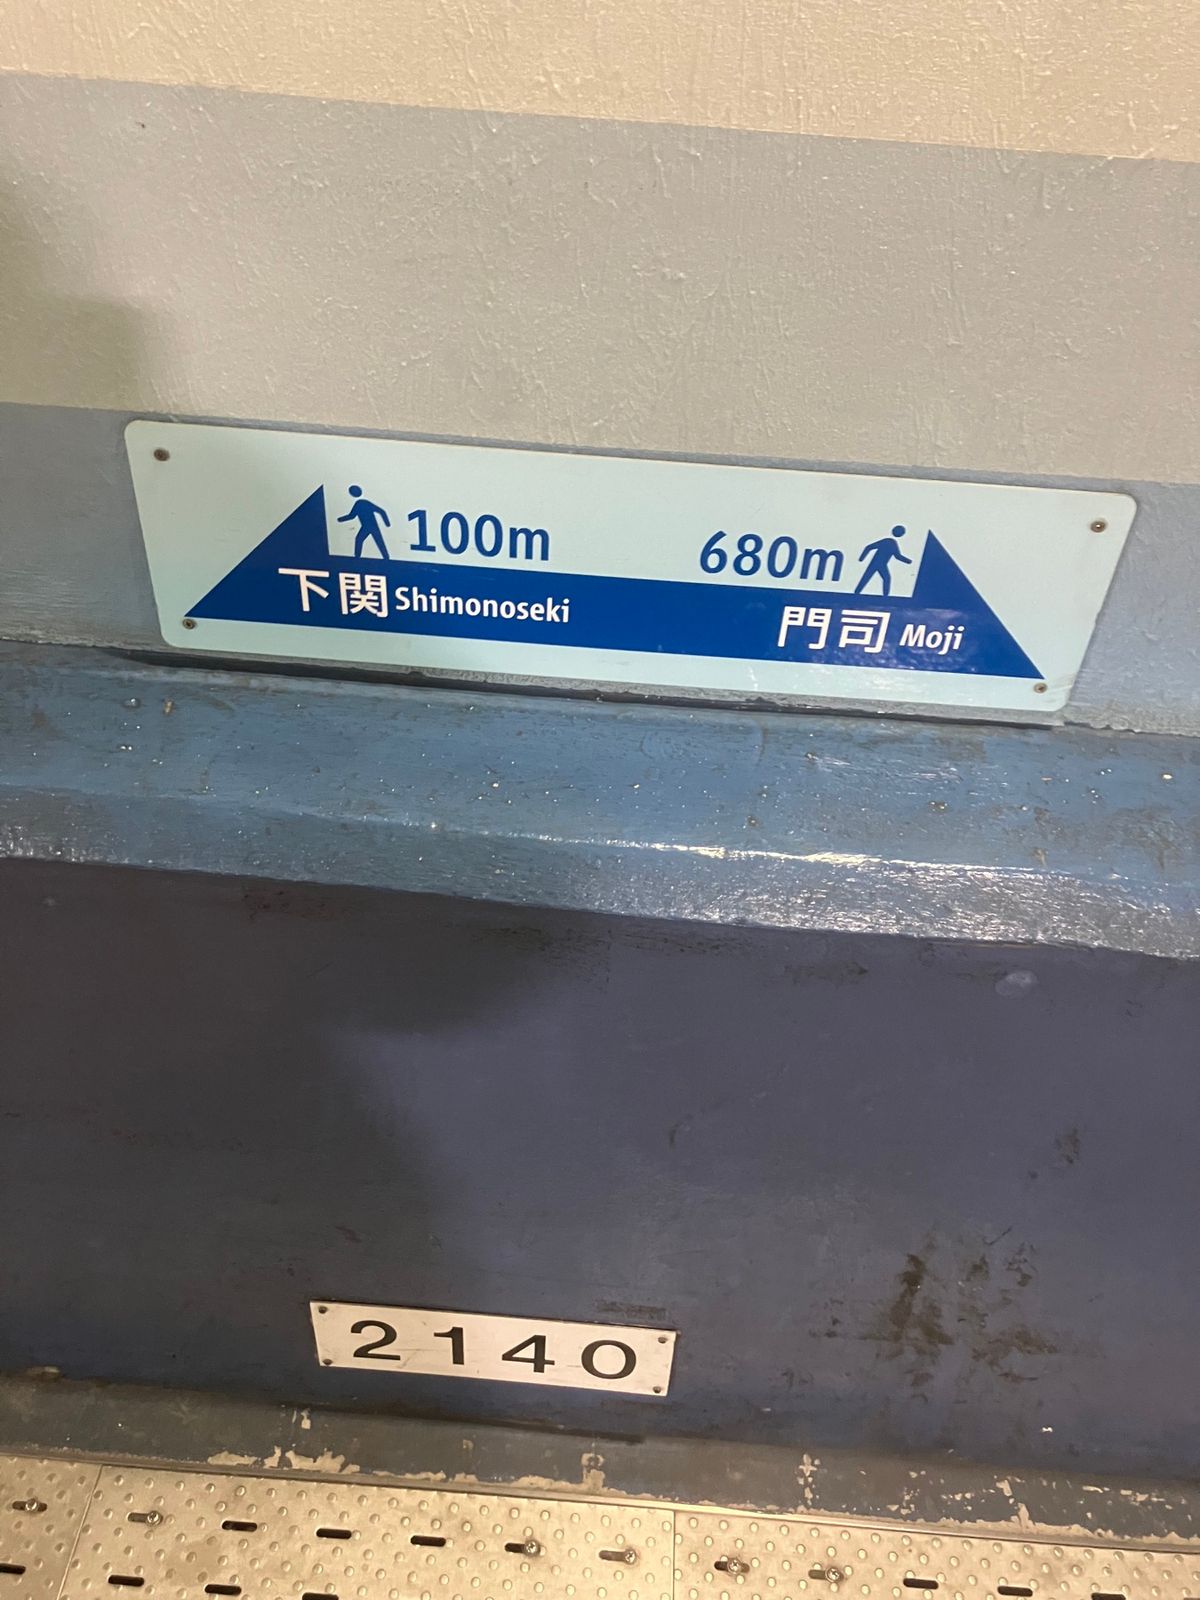 100m 680m
下関 Shimonoseki 門司 Moji
2140